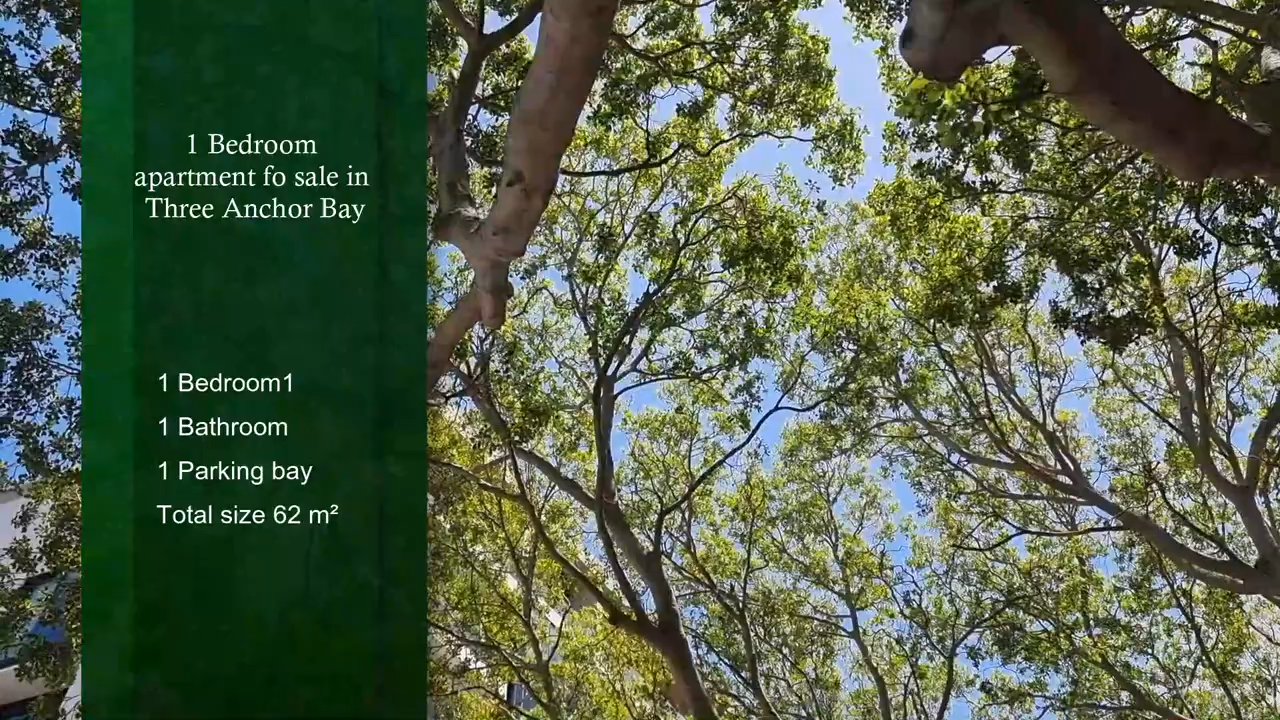 1 Bedroom
apartment fo sale in
Three Anchor Bay
1 Bedroom1
1 Bathroom
1 Parking bay
Total size 62 m²